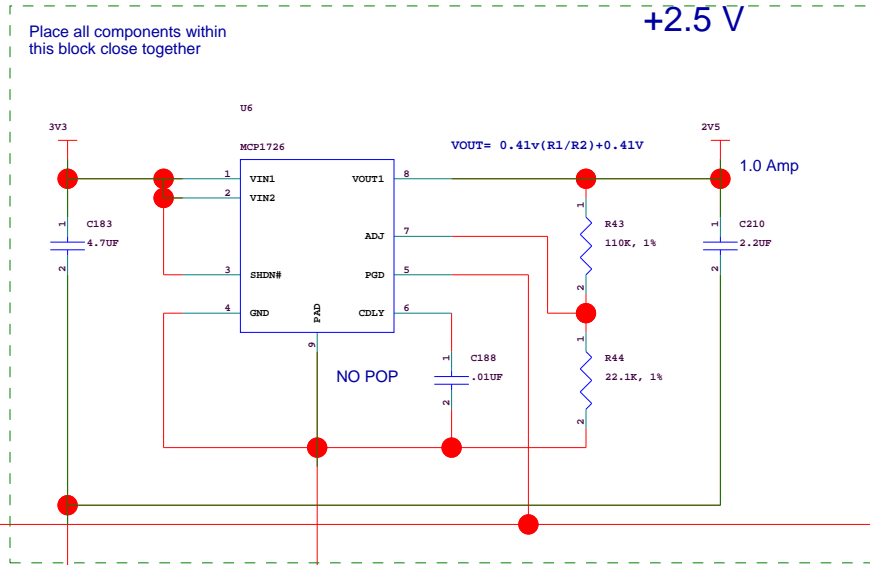 +2.5 V
Place all components within
this block close together
U6
3V3
2V5
MCP1726
VOUT= 0.41v(R1/R2)+0.41V
1.0 Amp
1
VIN1
VOUT1
8
2
VIN2
1
C183
4.7UF
2
ADJ
7
1
R43
110K, 1%
2
1
C210
2.2UF
2
3
SHDN#
PGD
5
4
GND
PAD
CDLY
6
9
NO POP
1
C188
.01UF
2
1
R44
22.1K, 1%
2